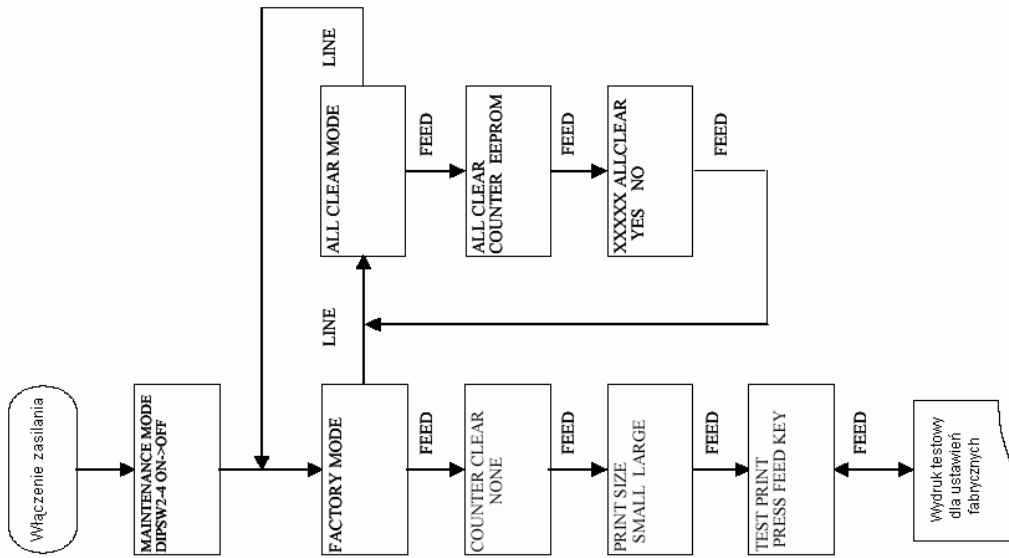 Włączenie zasilania
MAINTENANCE MODE
DIPSW2-4 ON->OFF
FACTORY MODE
FEED
COUNTER CLEAR
NONE
FEED
PRINT SIZE
SMALL LARGE
FEED
TEST PRINT
PRESS FEED KEY
FEED
Wydruk testowy
dla ustawień
fabrycznych
LINE
LINE
ALL CLEAR MODE
FEED
ALL CLEAR
COUNTER EEPROM
FEED
XXXXX ALLCLEAR
YES NO
FEED